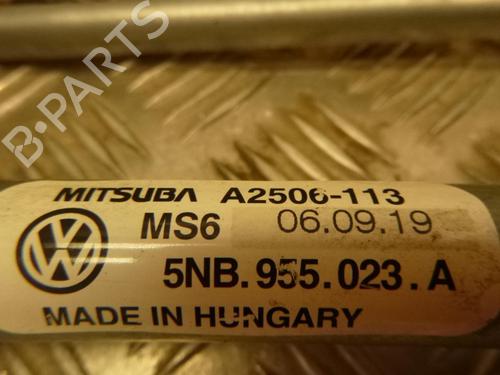 B-PARTS
MITSUBA A2506-113
MS6 06.09.19
5NB.955.023.A
MADE IN HUNGARY